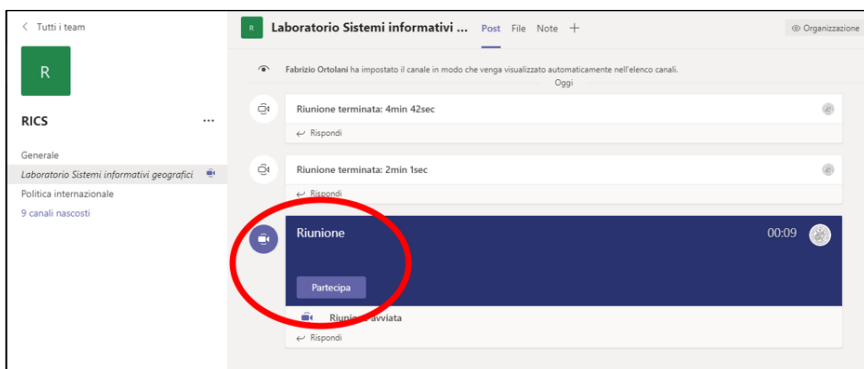 < Tutti i team
R
RICS
...
Generale
Laboratorio Sistemi informativi geografici
Politica internazionale
9 canali nascosti
R
Laboratorio Sistemi informativi ... Post File Note +
Organizzazione
Fabrizio Ortolani ha impostato il canale in modo che venga visualizzato automaticamente nell'elenco canali.
Oggi
Riunione terminata: 4min 42sec
Rispondi
Riunione terminata: 2min 1sec
Rispondi
Riunione 00:09
Partecipa
Riunione avviata
Rispondi